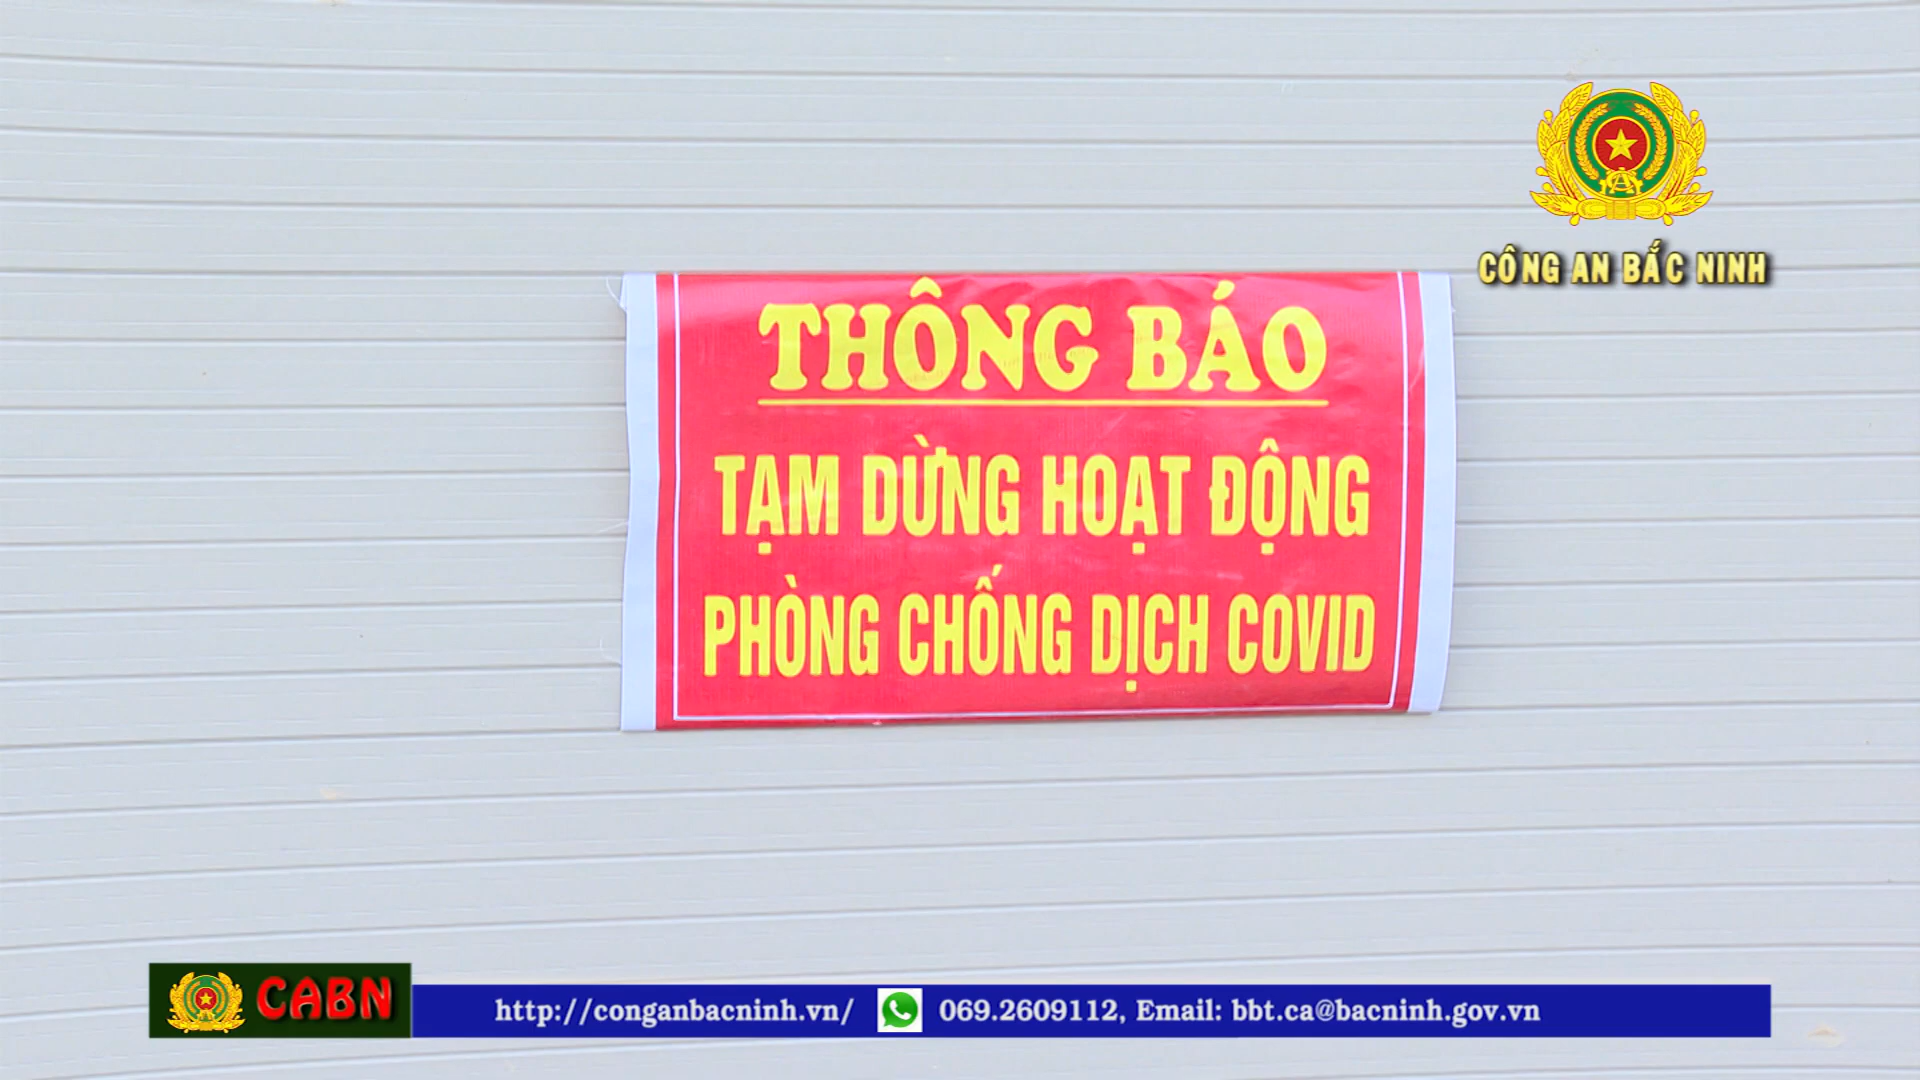 CÔNG AN BẮC NINH
THÔNG BÁO
TẠM DỪNG HOẠT ĐỘNG
PHÒNG CHỐNG DỊCH COVID
CABN
http://conganbacninh.vn/ 069.2609112, Email: bbt.ca@bacninh.gov.vn